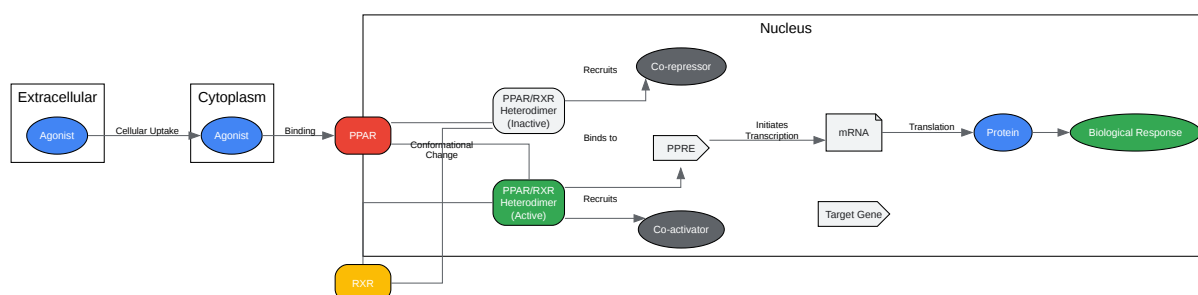 Nucleus
Extracellular
Agonist
Cellular Uptake
Cytoplasm
Agonist
Binding
PPAR
RXR
Conformational
Change
PPAR/RXR
Heterodimer
(Inactive)
PPAR/RXR
Heterodimer
(Active)
Recruits
Co-repressor
Binds to
PPRE
Recruits
Co-activator
Initiates
Transcription
mRNA
Translation
Protein
Biological Response
Target Gene